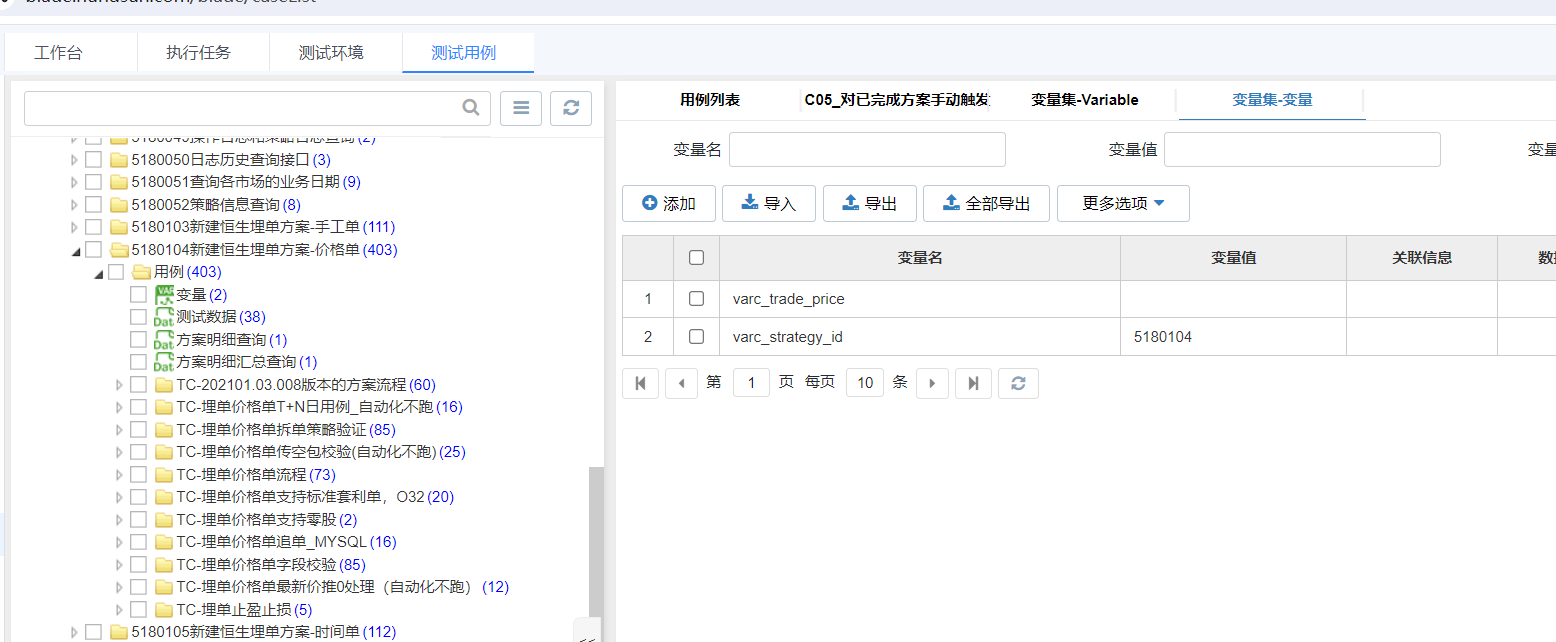 工作台
执行任务
测试环境
测试用例
5180050日志历史查询接口(3)
5180051查询各市场的业务日期(9)
5180052策略信息查询(8)
5180103新建恒生埋单方案-手工单(111)
5180104新建恒生埋单方案-价格单(403)
用例(403)
变量(2)
测试数据(38)
方案明细查询(1)
方案明细汇总查询(1)
TC-202101.03.008版本的方案流程(60)
TC-埋单价格单T+N日用例_自动化不跑(16)
TC-埋单价格单拆单策略验证(85)
TC-埋单价格单传空包校验(自动化不跑)(25)
TC-埋单价格单流程(73)
TC-埋单价格单支持标准套利单，O32(20)
TC-埋单价格单支持零股(2)
TC-埋单价格单追单_MYSQL(16)
TC-埋单价格单字段校验(85)
TC-埋单价格单最新价推0处理（自动化不跑）(12)
TC-埋单止盈止损(5)
5180105新建恒生埋单方案-时间单(112)
<<
用例列表
C05_对已完成方案手动触发
变量集-Variable
变量集-变量
变量名
变量值
变量
添加
导入
导出
全部导出
更多选项
变量名 变量值 关联信息
1 varc_trade_price
2 varc_strategy_id 5180104
第 1 页 每页 10 条